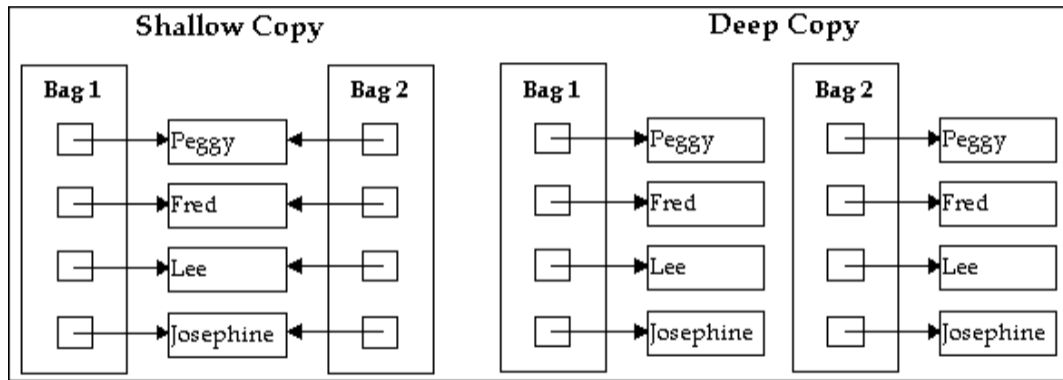 Shallow Copy
Bag 1
Bag 2
Peggy
Fred
Lee
Josephine
Deep Copy
Bag 1
Peggy
Fred
Lee
Josephine
Bag 2
Peggy
Fred
Lee
Josephine